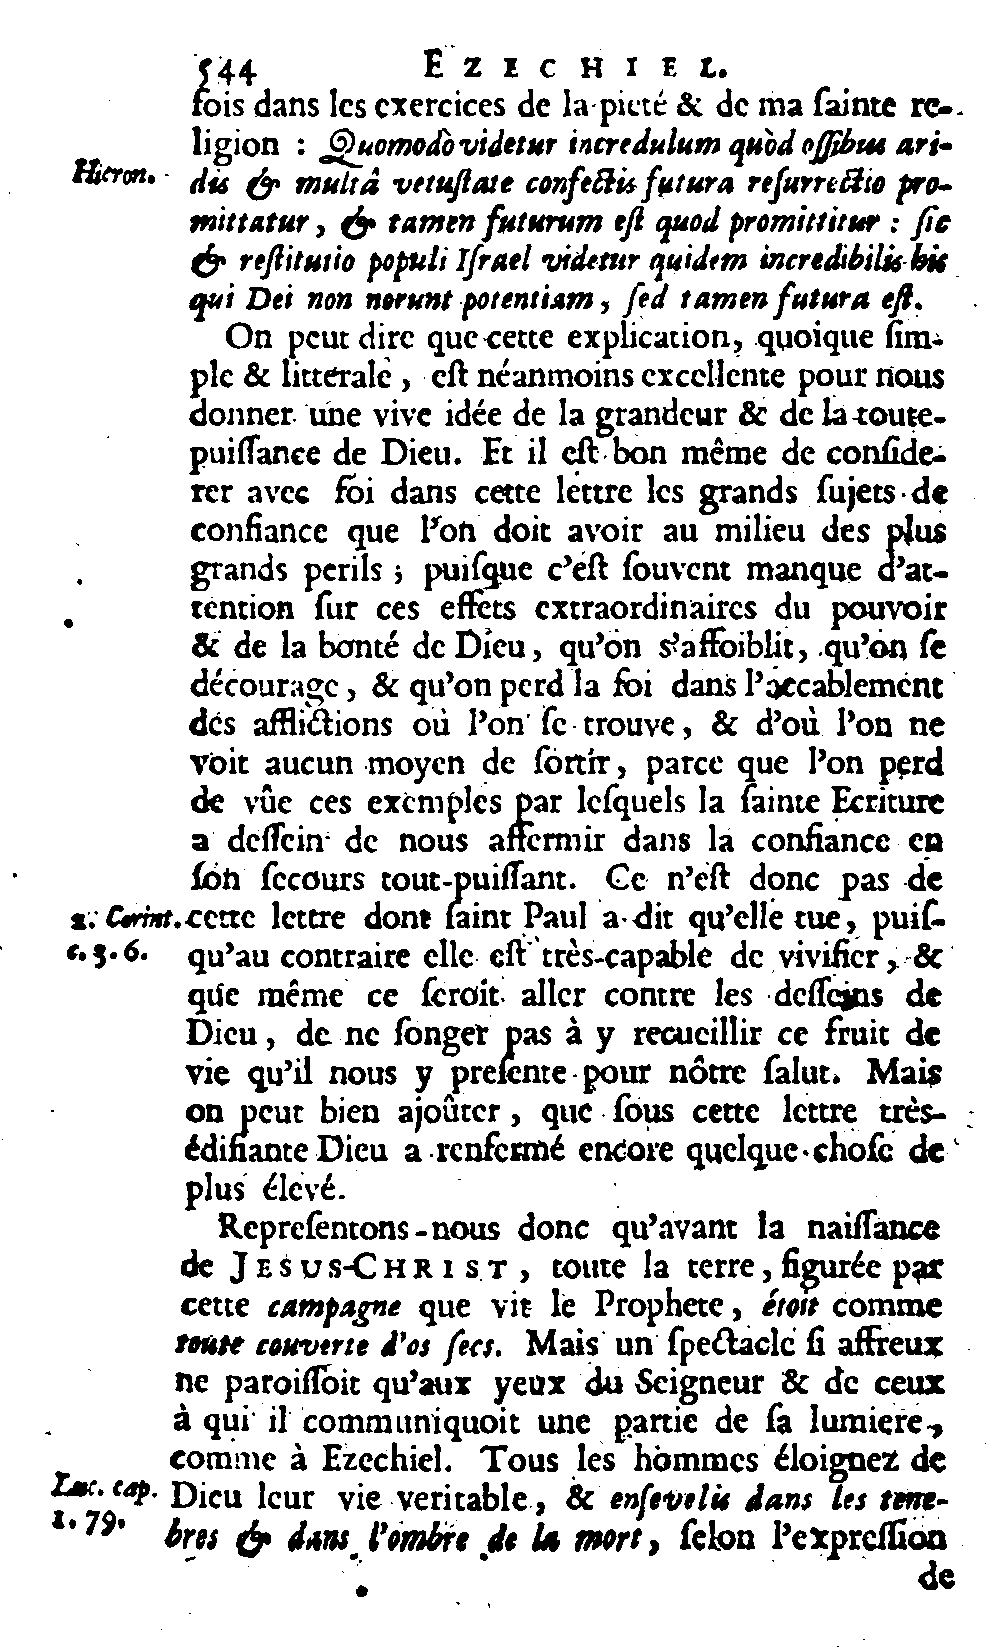 544 EZECHIEL.
fois dans les exercices de la pieté & de ma ſainte re-
ligion : Quomodò videtur incredulum quòd oſſibus ari-
Hieron.
dis & multâ vetuſtate confectis futura reſurrectio pro-
mittatur, & tamen futurum eſt quod promittitur : ſic
& reſtitutio populi Iſrael videtur quidem incredibilis his
qui Dei non norunt potentiam, ſed tamen futura eſt.
On peut dire que cette explication, quoique ſim-
ple & litterale, eſt néanmoins excellente pour nous
donner une vive idée de la grandeur & de la toute-
puiſſance de Dieu. Et il eſt bon même de conſide-
rer avec foi dans cette lettre les grands ſujets de
confiance que l'on doit avoir au milieu des plus
grands perils ; puiſque c'eſt ſouvent manque d'at-
tention ſur ces effets extraordinaires du pouvoir
& de la bonté de Dieu, qu'on s'affoiblit, qu'on ſe
décourage, & qu'on perd la foi dans l'accablement
des afflictions où l'on ſe trouve, & d'où l'on ne
voit aucun moyen de ſortir, parce que l'on perd
de vûe ces exemples par leſquels la ſainte Ecriture
a deſſein de nous affermir dans la confiance en
ſon ſecours tout-puiſſant. Ce n'eſt donc pas de
2. Corint.
cette lettre dont ſaint Paul a dit qu'elle tue, puiſ-
c. 3. 6.
qu'au contraire elle eſt très-capable de vivifier, &
que même ce ſeroit aller contre les deſſeins de
Dieu, de ne ſonger pas à y recueillir ce fruit de
vie qu'il nous y preſente pour nôtre ſalut. Mais
on peut bien ajoûter, que ſous cette lettre très-
édifiante Dieu a renfermé encore quelque choſe de
plus élevé.
Repreſentons-nous donc qu'avant la naiſſance
de JESUS-CHRIST, toute la terre, figurée par
cette campagne que vit le Prophete, étoit comme
toute couverte d'os ſecs. Mais un ſpectacle ſi affreux
ne paroiſſoit qu'aux yeux du Seigneur & de ceux
à qui il communiquoit une partie de ſa lumiere,
comme à Ezechiel. Tous les hommes éloignez de
Luc. cap.
Dieu leur vie veritable, & enſevelis dans les tene-
1. 79.
bres & dans l'ombre de la mort, ſelon l'expreſſion
de